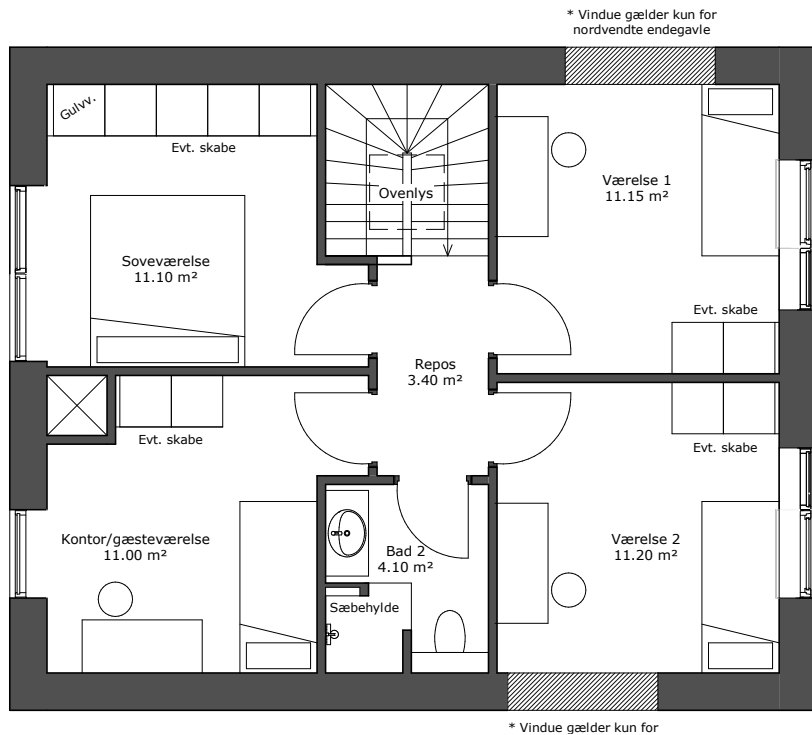 * Vindue gælder kun for
nordvendte endegavle
Gulvv.
Evt. skabe
Ovenlys
Værelse 1
11.15 m²
Soveværelse
11.10 m²
Evt. skabe
Repos
3.40 m²
Evt. skabe
Evt. skabe
Kontor/gæsteværelse
11.00 m²
Bad 2
4.10 m²
Værelse 2
11.20 m²
Sæbehylde
* Vindue gælder kun for